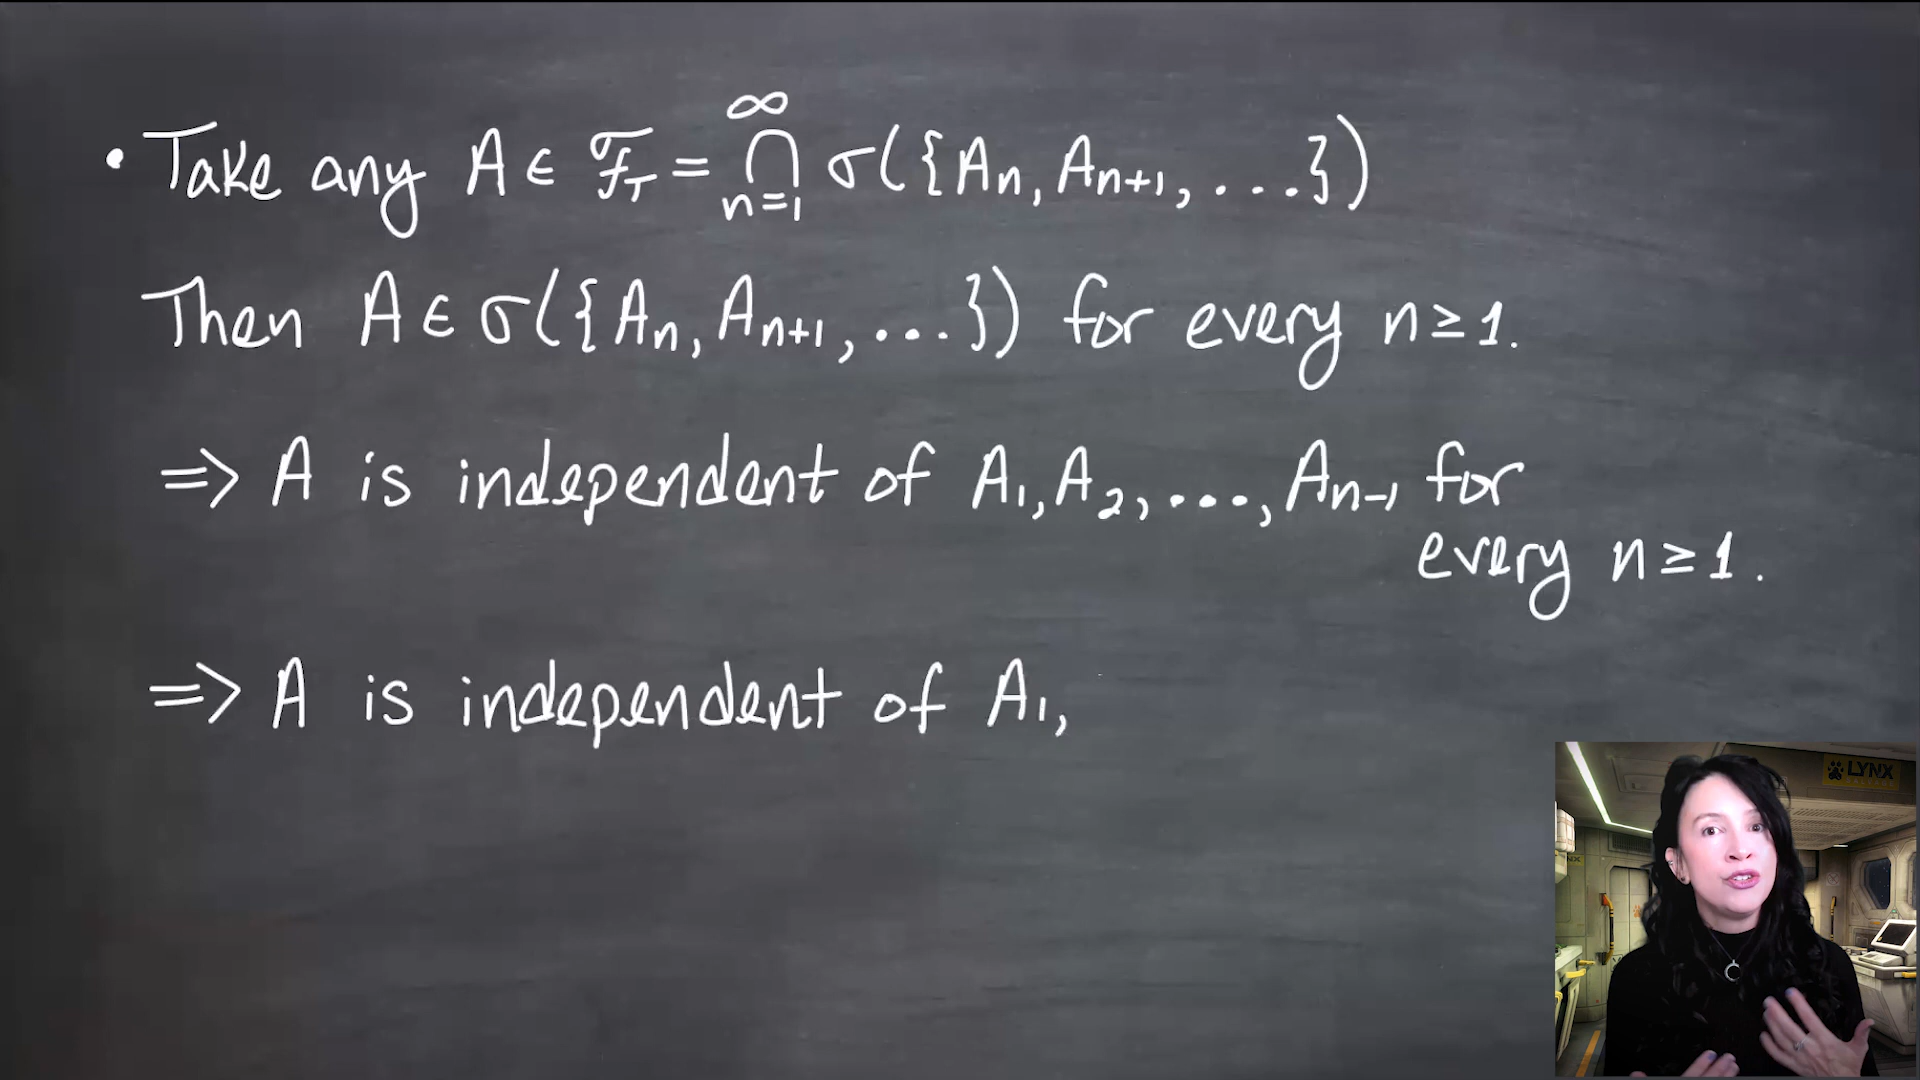 • Take any A ∈ ℱ_T = ⋂_{n=1}^∞ σ({A_n, A_{n+1}, ...})
Then A ∈ σ({A_n, A_{n+1}, ...}) for every n ≥ 1.
=> A is independent of A_1, A_2, ..., A_{n-1} for
every n ≥ 1.
=> A is independent of A_1,
LYNX